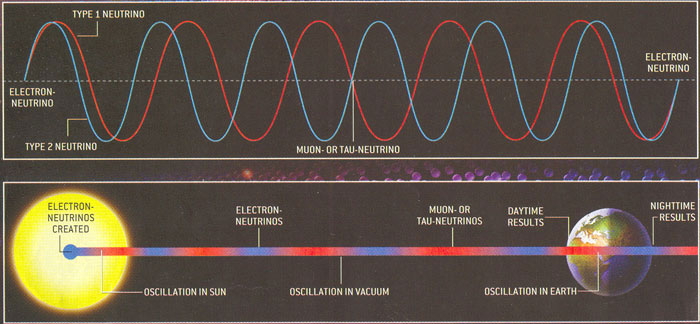 TYPE 1 NEUTRINO
ELECTRON-
NEUTRINO
ELECTRON-
NEUTRINO
TYPE 2 NEUTRINO
MUON- OR TAU-NEUTRINO
ELECTRON-
NEUTRINOS
CREATED
ELECTRON-
NEUTRINOS
MUON- OR
TAU-NEUTRINOS
DAYTIME
RESULTS
NIGHTTIME
RESULTS
OSCILLATION IN SUN
OSCILLATION IN VACUUM
OSCILLATION IN EARTH